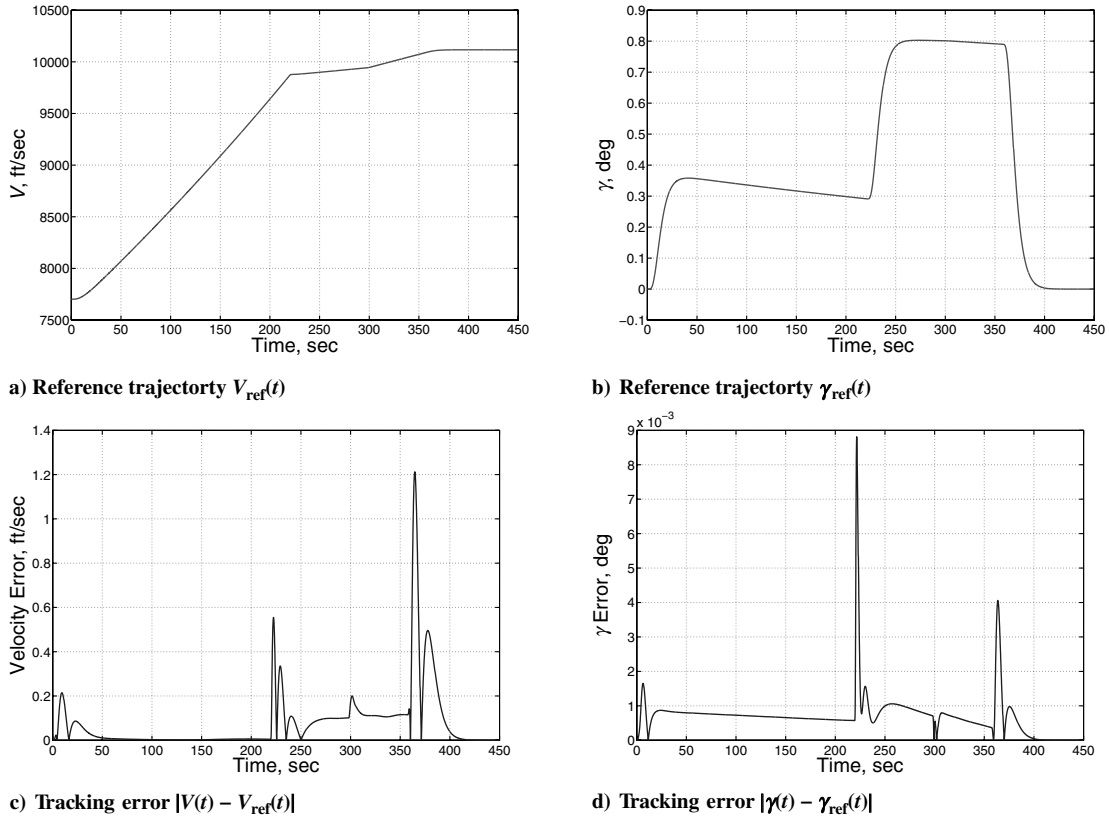 10500
10000
9500
9000
8500
8000
7500
V, ft/sec
0 50 100 150 200 250 300 350 400 450
Time, sec
a) Reference trajectorty Vref(t)
0.9
0.8
0.7
0.6
0.5
0.4
0.3
0.2
0.1
0
−0.1
γ, deg
0 50 100 150 200 250 300 350 400 450
Time, sec
b) Reference trajectorty γref(t)
1.4
1.2
1
0.8
0.6
0.4
0.2
0
Velocity Error, ft/sec
0 50 100 150 200 250 300 350 400 450
Time, sec
c) Tracking error |V(t) − Vref(t)|
x 10−3
9
8
7
6
5
4
3
2
1
0
γ Error, deg
0 50 100 150 200 250 300 350 400 450
Time, sec
d) Tracking error |γ(t) − γref(t)|